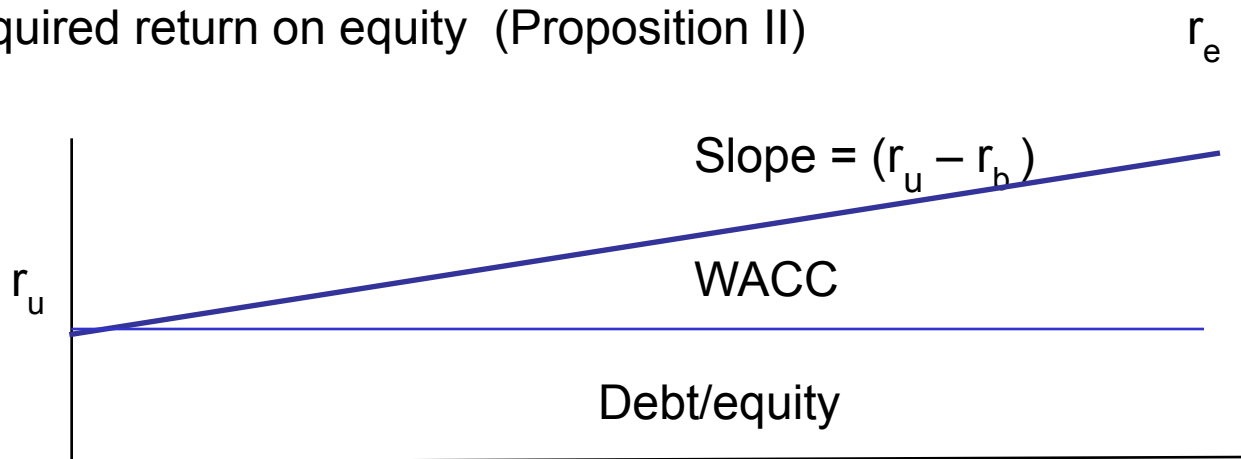 quired return on equity (Proposition II) r_e
Slope = (r_u – r_b)
r_u
WACC
Debt/equity